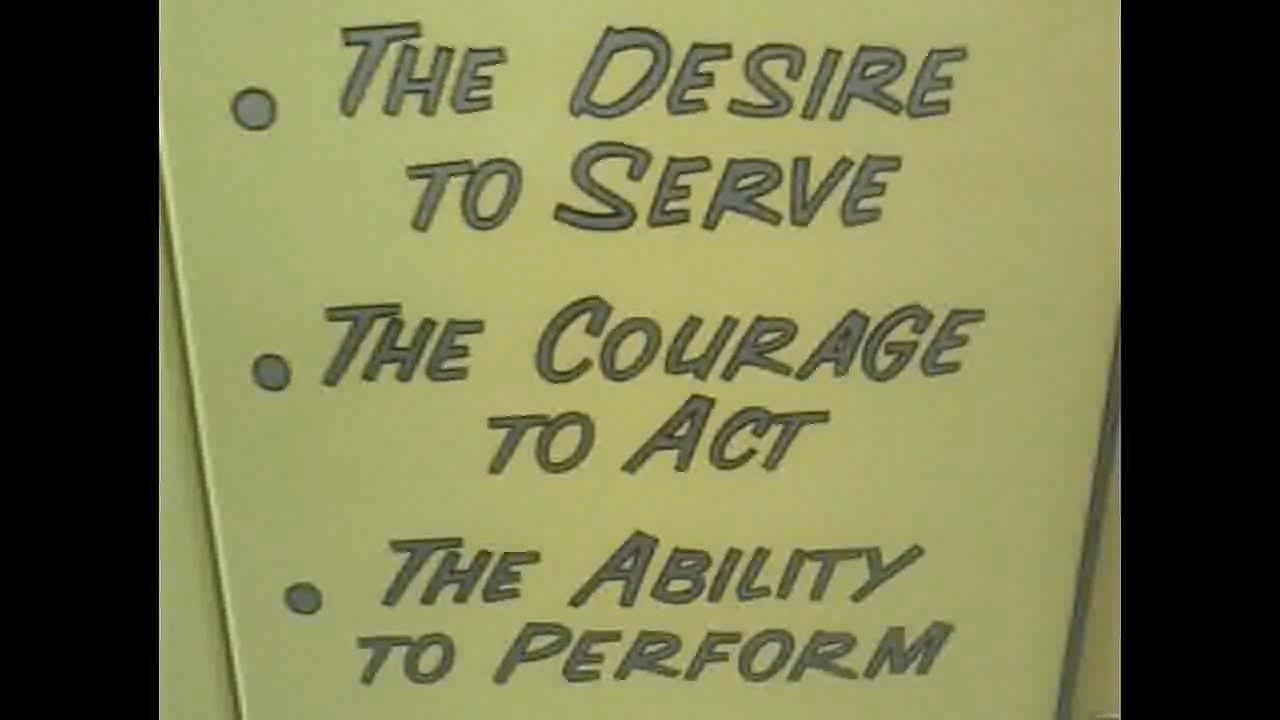 • THE DESIRE
TO SERVE
• THE COURAGE
TO ACT
• THE ABILITY
TO PERFORM